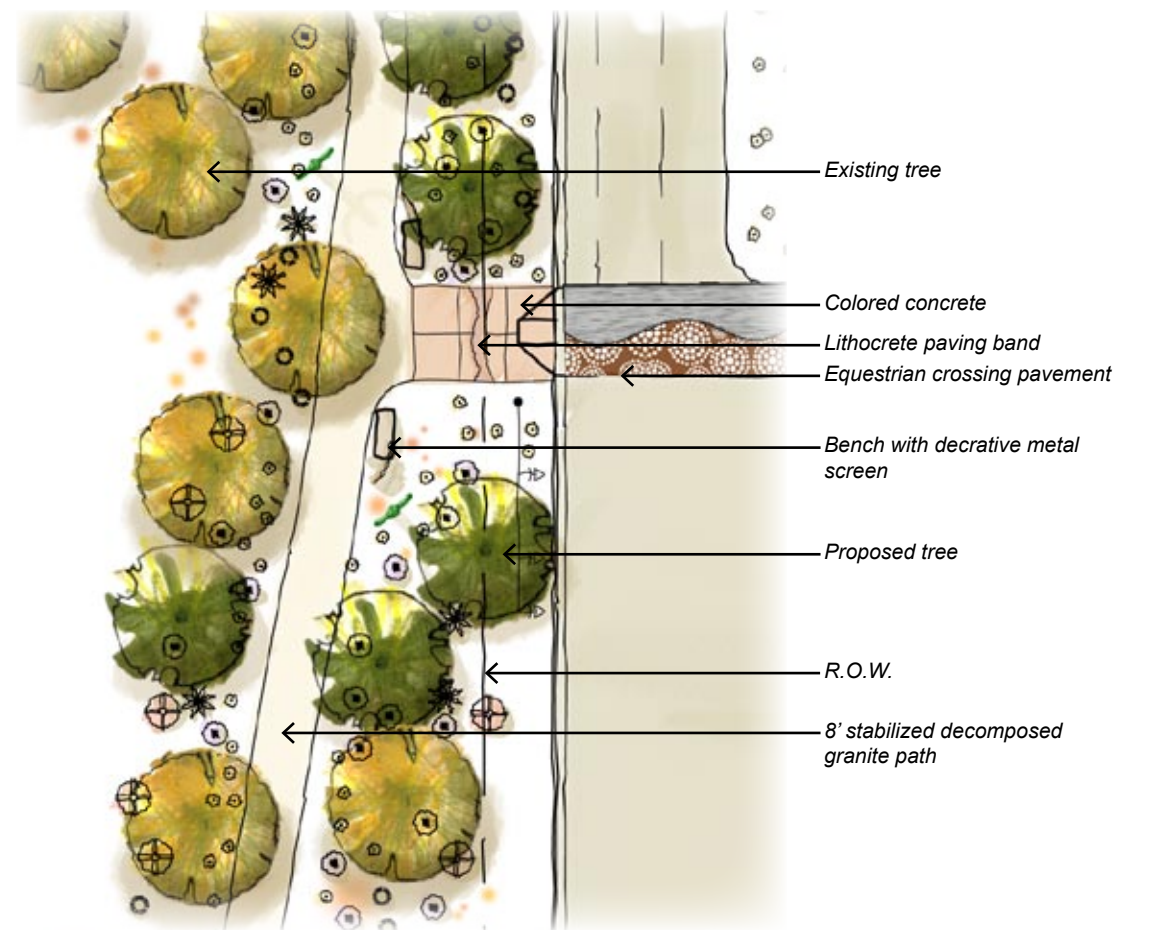 Existing tree
Colored concrete
Lithocrete paving band
Equestrian crossing pavement
Bench with decrative metal
screen
Proposed tree
R.O.W.
8' stabilized decomposed
granite path